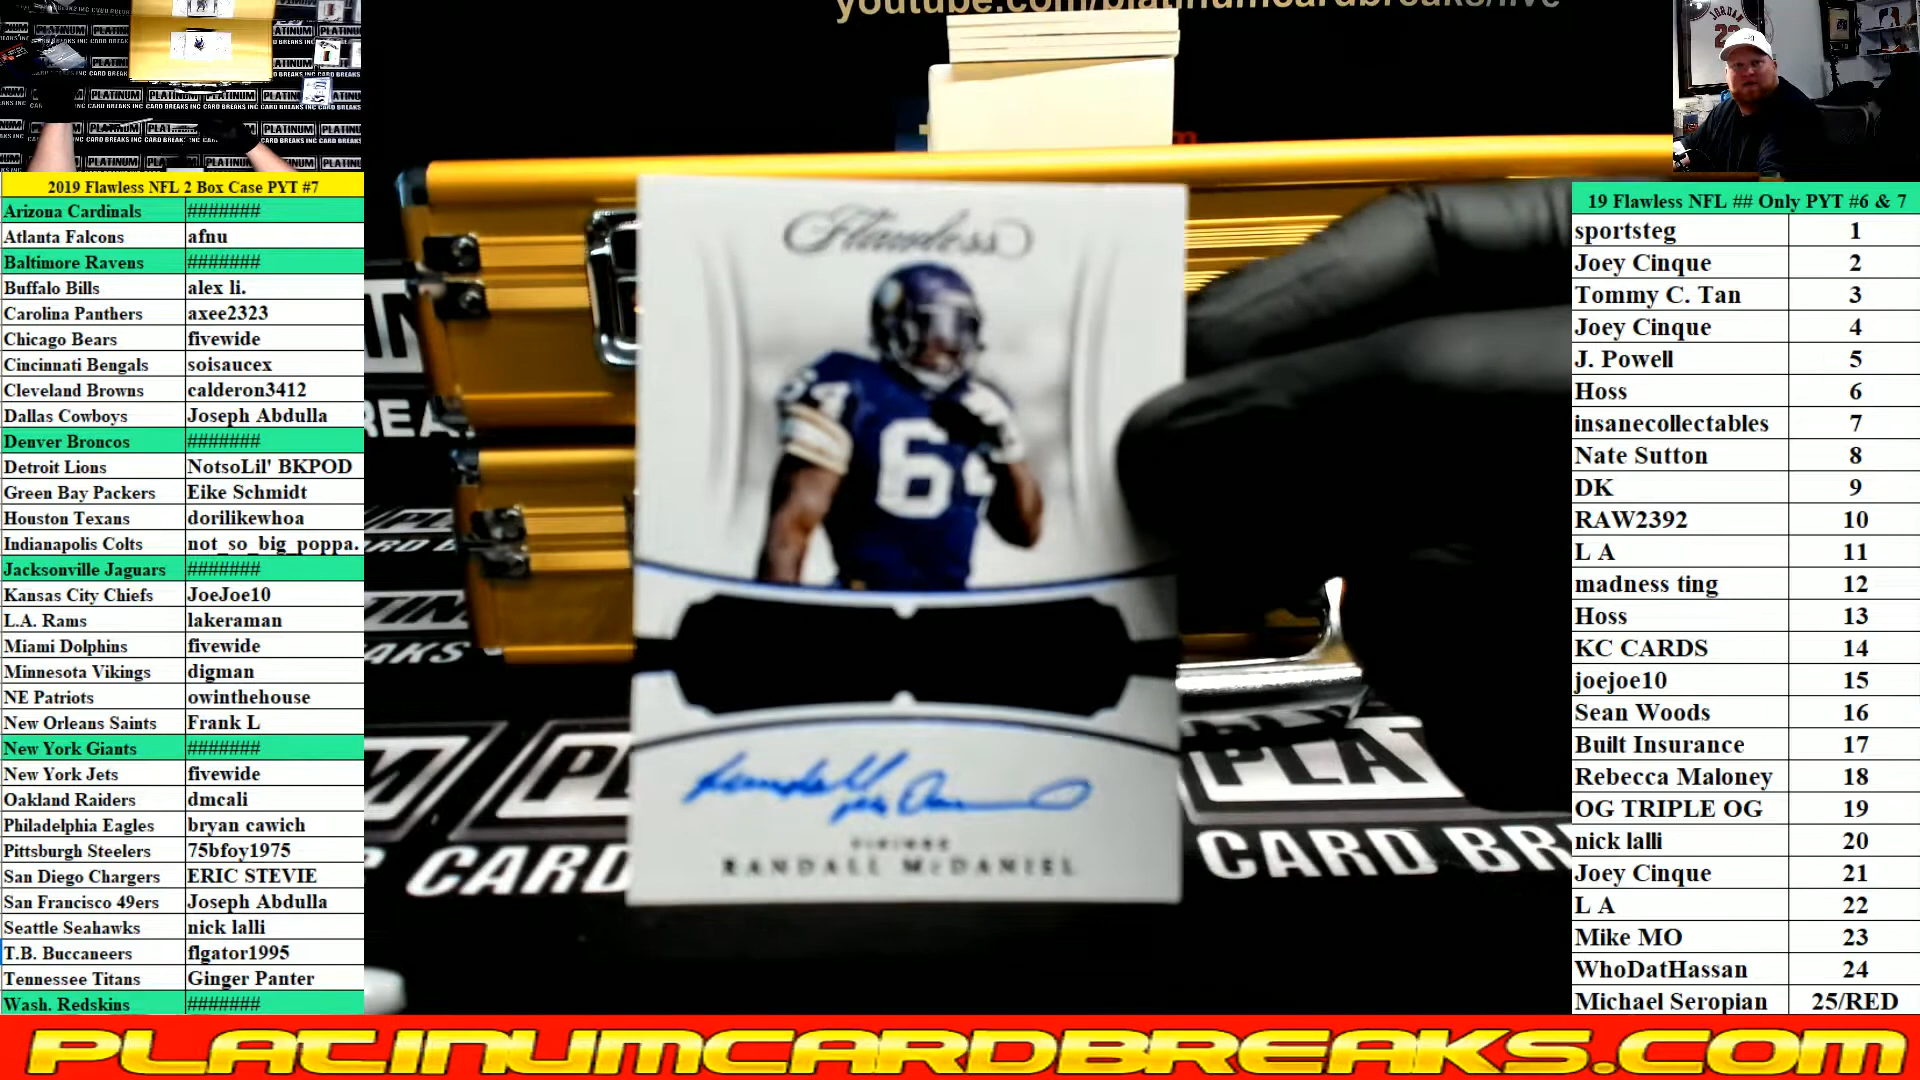 youtube.com/platinumcardbreaks/live
2019 Flawless NFL 2 Box Case PYT #7
Arizona Cardinals #######
Atlanta Falcons afnu
Baltimore Ravens #######
Buffalo Bills alex li.
Carolina Panthers axee2323
Chicago Bears fivewide
Cincinnati Bengals soisaucex
Cleveland Browns calderon3412
Dallas Cowboys Joseph Abdulla
Denver Broncos #######
Detroit Lions NotsoLil' BKPOD
Green Bay Packers Eike Schmidt
Houston Texans dorilikewhoa
Indianapolis Colts not_so_big_poppa.
Jacksonville Jaguars #######
Kansas City Chiefs JoeJoe10
L.A. Rams lakeraman
Miami Dolphins fivewide
Minnesota Vikings digman
NE Patriots owinthehouse
New Orleans Saints Frank L
New York Giants #######
New York Jets fivewide
Oakland Raiders dmcali
Philadelphia Eagles bryan cawich
Pittsburgh Steelers 75bfoy1975
San Diego Chargers ERIC STEVIE
San Francisco 49ers Joseph Abdulla
Seattle Seahawks nick lalli
T.B. Buccaneers flgator1995
Tennessee Titans Ginger Panter
Wash. Redskins #######
Flawless
64
64
Randall McDaniel
VIKINGS
RANDALL McDANIEL
PLA
CARD BR
CARD
19 Flawless NFL ## Only PYT #6 & 7
sportsteg 1
Joey Cinque 2
Tommy C. Tan 3
Joey Cinque 4
J. Powell 5
Hoss 6
insanecollectables 7
Nate Sutton 8
DK 9
RAW2392 10
L A 11
madness ting 12
Hoss 13
KC CARDS 14
joejoe10 15
Sean Woods 16
Built Insurance 17
Rebecca Maloney 18
OG TRIPLE OG 19
nick lalli 20
Joey Cinque 21
L A 22
Mike MO 23
WhoDatHassan 24
Michael Seropian 25/RED
PLATINUMCARDBREAKS.COM